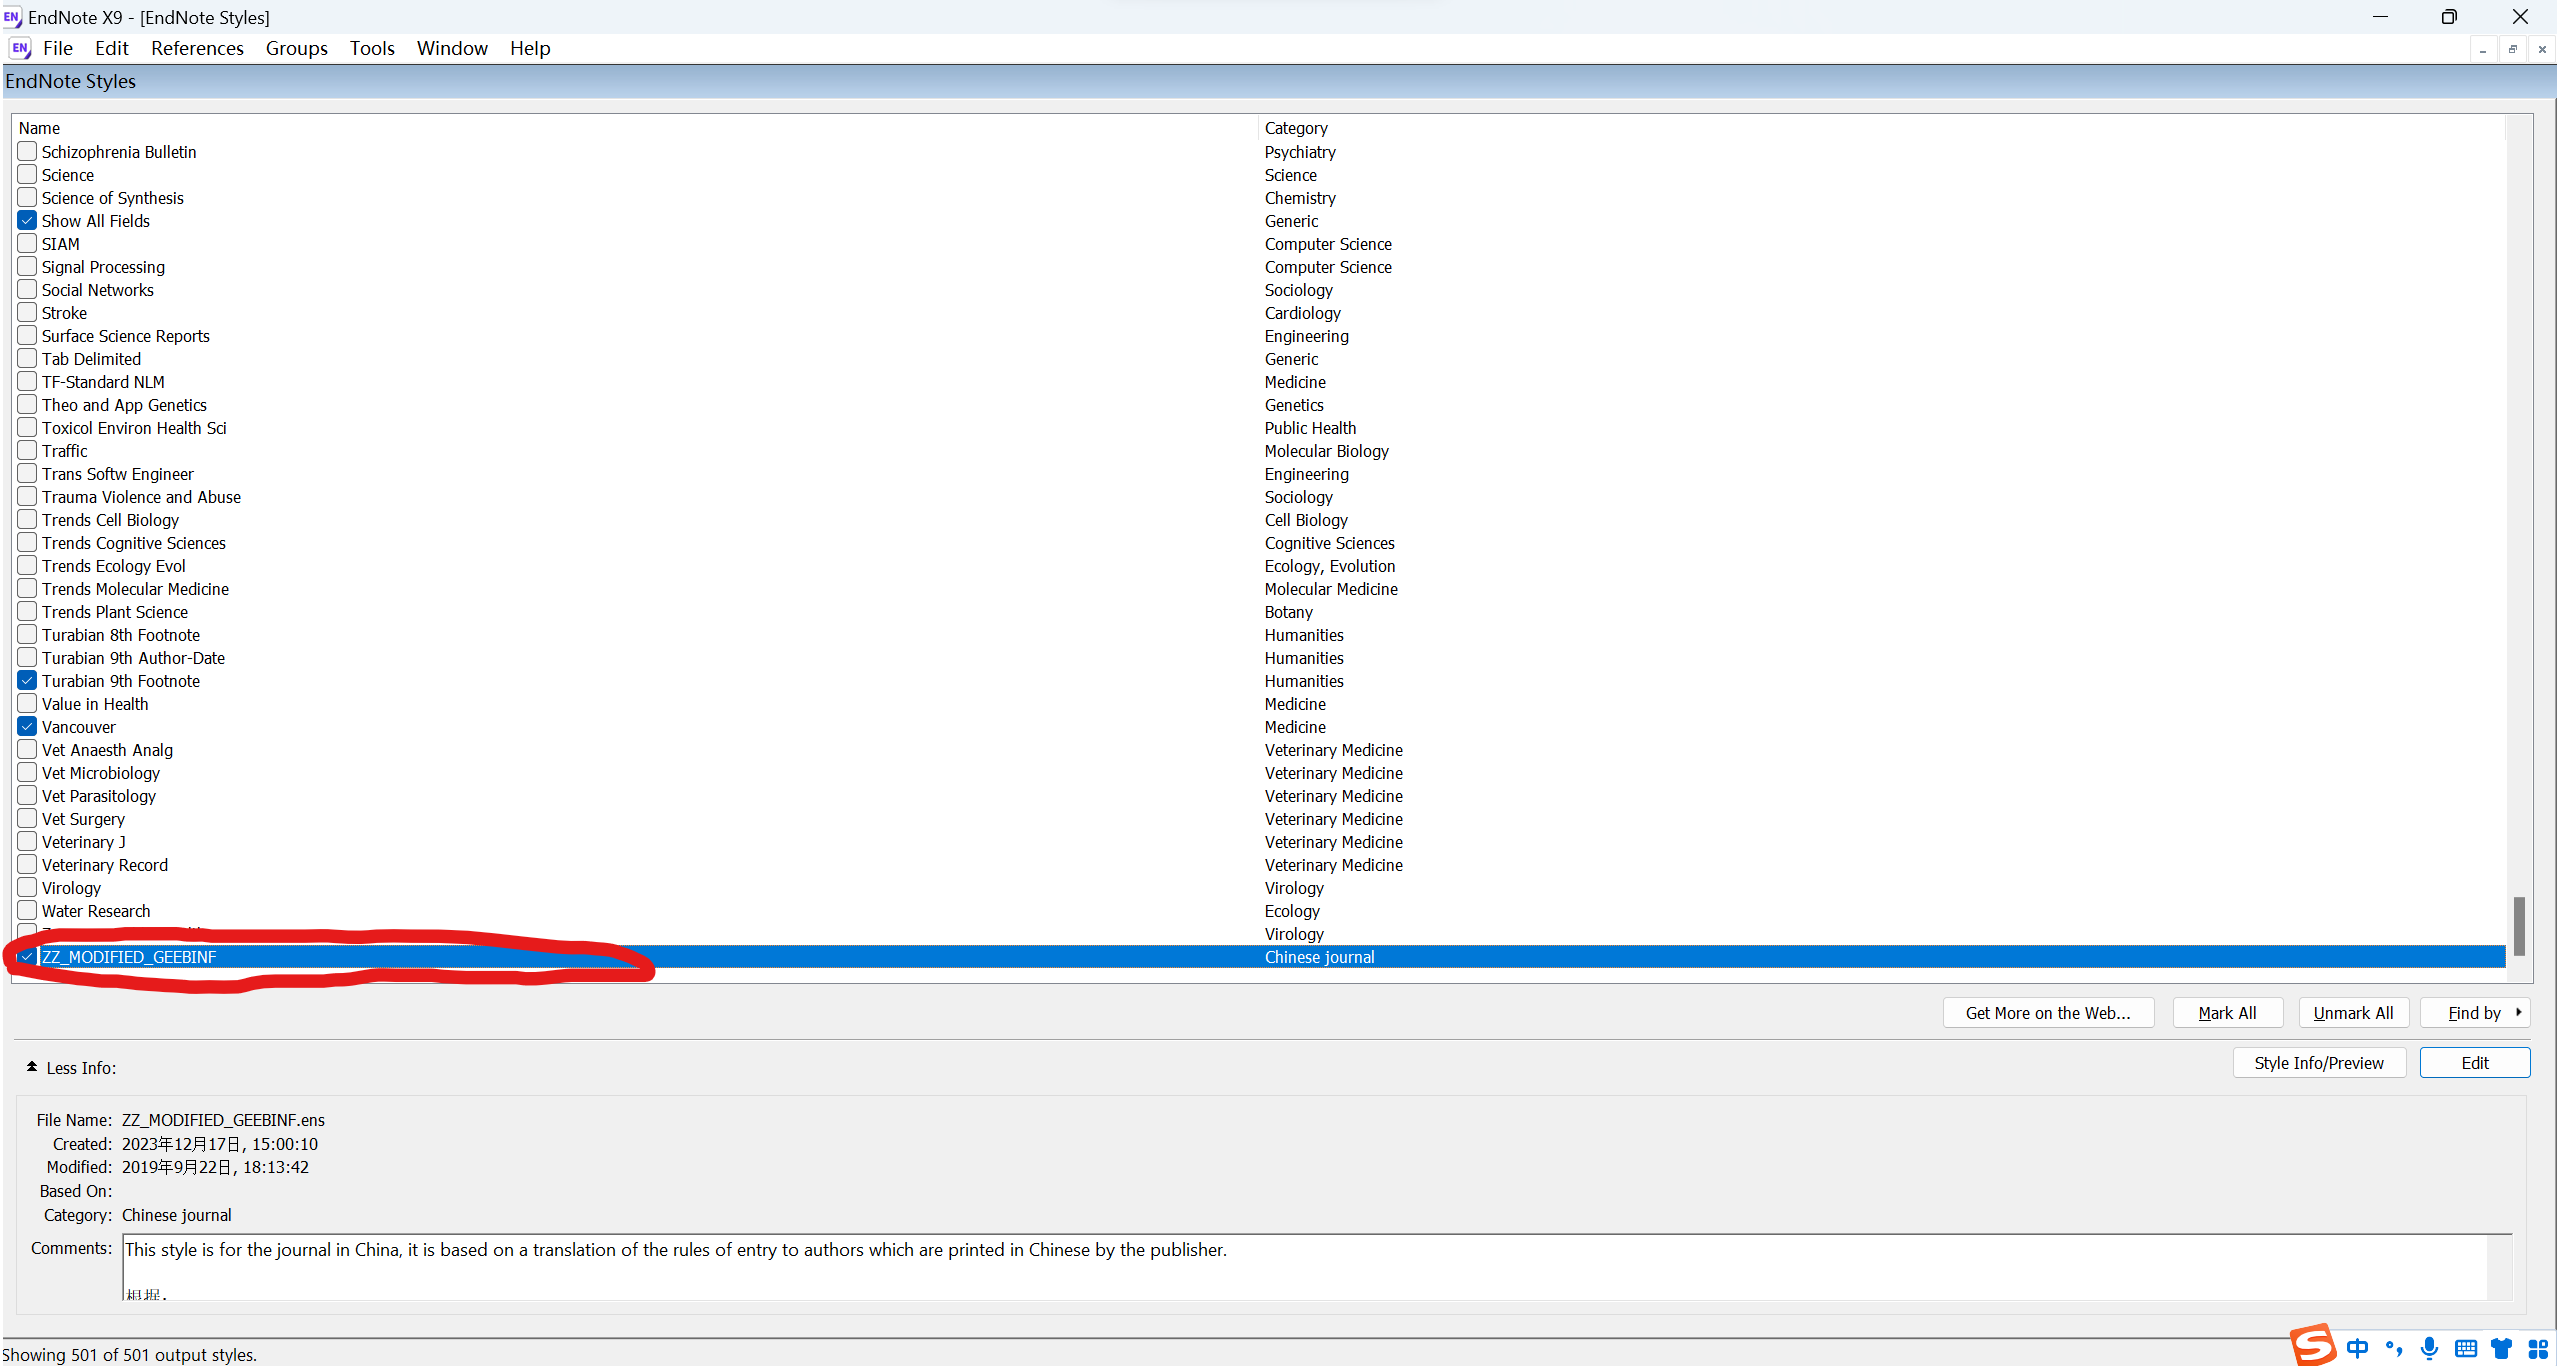 EN EndNote X9 - [EndNote Styles]
EN File Edit References Groups Tools Window Help
EndNote Styles
Name Category
Schizophrenia Bulletin Psychiatry
Science Science
Science of Synthesis Chemistry
Show All Fields Generic
SIAM Computer Science
Signal Processing Computer Science
Social Networks Sociology
Stroke Cardiology
Surface Science Reports Engineering
Tab Delimited Generic
TF-Standard NLM Medicine
Theo and App Genetics Genetics
Toxicol Environ Health Sci Public Health
Traffic Molecular Biology
Trans Softw Engineer Engineering
Trauma Violence and Abuse Sociology
Trends Cell Biology Cell Biology
Trends Cognitive Sciences Cognitive Sciences
Trends Ecology Evol Ecology, Evolution
Trends Molecular Medicine Molecular Medicine
Trends Plant Science Botany
Turabian 8th Footnote Humanities
Turabian 9th Author-Date Humanities
Turabian 9th Footnote Humanities
Value in Health Medicine
Vancouver Medicine
Vet Anaesth Analg Veterinary Medicine
Vet Microbiology Veterinary Medicine
Vet Parasitology Veterinary Medicine
Vet Surgery Veterinary Medicine
Veterinary J Veterinary Medicine
Veterinary Record Veterinary Medicine
Virology Virology
Water Research Ecology
Virology
ZZ_MODIFIED_GEEBINF Chinese journal
Get More on the Web... Mark All Unmark All Find by
Less Info: Style Info/Preview Edit
File Name: ZZ_MODIFIED_GEEBINF.ens
Created: 2023年12月17日, 15:00:10
Modified: 2019年9月22日, 18:13:42
Based On:
Category: Chinese journal
Comments: This style is for the journal in China, it is based on a translation of the rules of entry to authors which are printed in Chinese by the publisher.
根据:
Showing 501 of 501 output styles. S 中